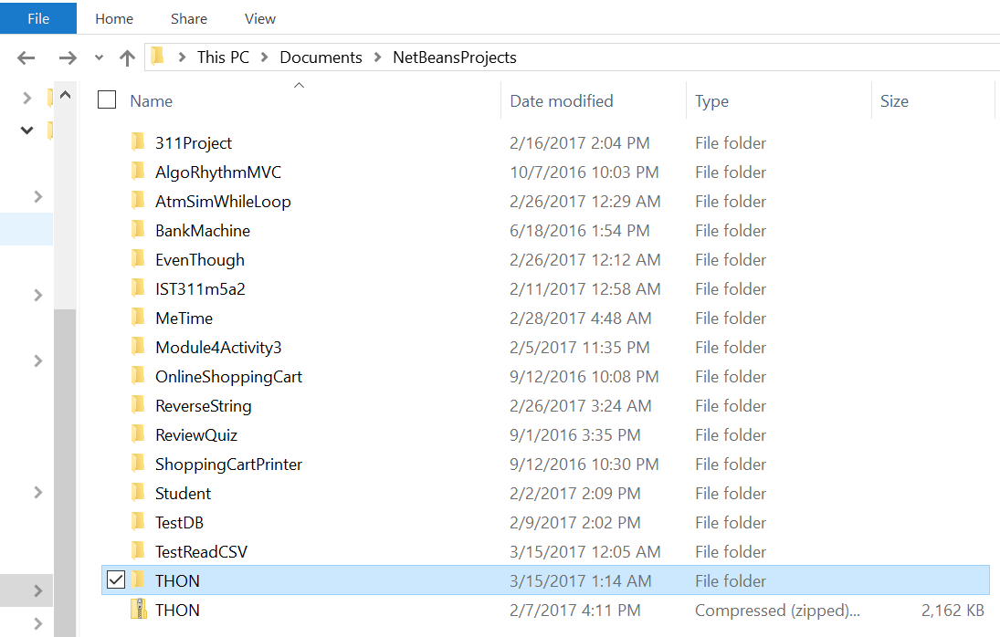 File Home Share View
This PC Documents NetBeansProjects
Name Date modified Type Size
311Project 2/16/2017 2:04 PM File folder
AlgoRhythmMVC 10/7/2016 10:03 PM File folder
AtmSimWhileLoop 2/26/2017 12:29 AM File folder
BankMachine 6/18/2016 1:54 PM File folder
EvenThough 2/26/2017 12:12 AM File folder
IST311m5a2 2/11/2017 12:58 AM File folder
MeTime 2/28/2017 4:48 AM File folder
Module4Activity3 2/5/2017 11:35 PM File folder
OnlineShoppingCart 9/12/2016 10:08 PM File folder
ReverseString 2/26/2017 3:24 AM File folder
ReviewQuiz 9/1/2016 3:35 PM File folder
ShoppingCartPrinter 9/12/2016 10:30 PM File folder
Student 2/2/2017 2:09 PM File folder
TestDB 2/9/2017 2:02 PM File folder
TestReadCSV 3/15/2017 12:05 AM File folder
THON 3/15/2017 1:14 AM File folder
THON 2/7/2017 4:11 PM Compressed (zipped)... 2,162 KB